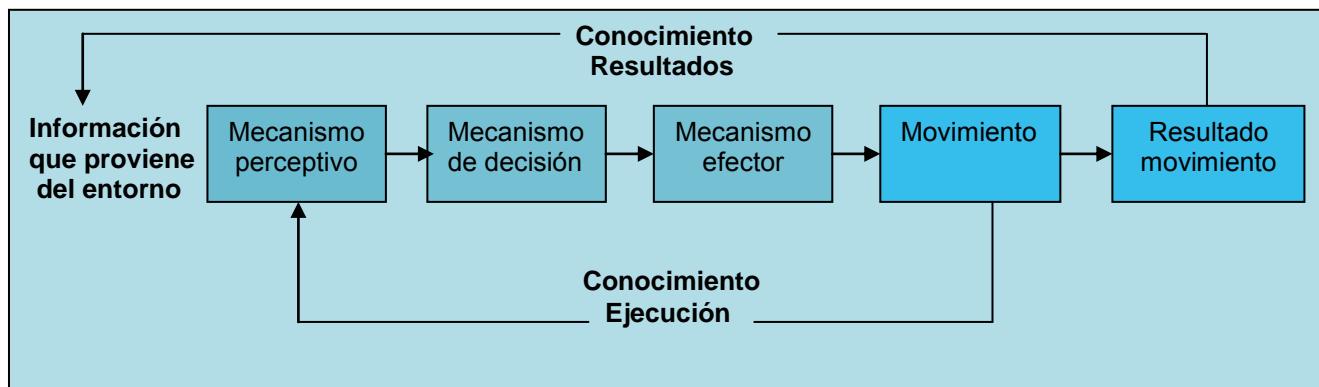 Conocimiento
Resultados
Información
que proviene
del entorno
Mecanismo
perceptivo
Mecanismo
de decisión
Mecanismo
efector
Movimiento
Resultado
movimiento
Conocimiento
Ejecución